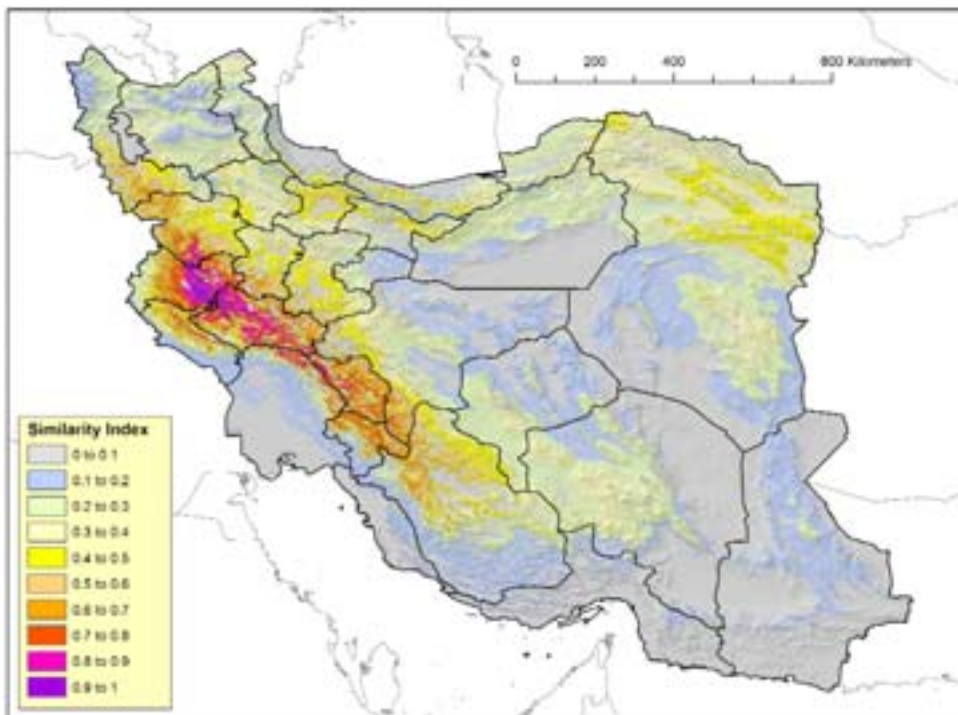 0 200 400 800 Kilometers
Similarity Index
0 to 0.1
0.1 to 0.2
0.2 to 0.3
0.3 to 0.4
0.4 to 0.5
0.5 to 0.6
0.6 to 0.7
0.7 to 0.8
0.8 to 0.9
0.9 to 1